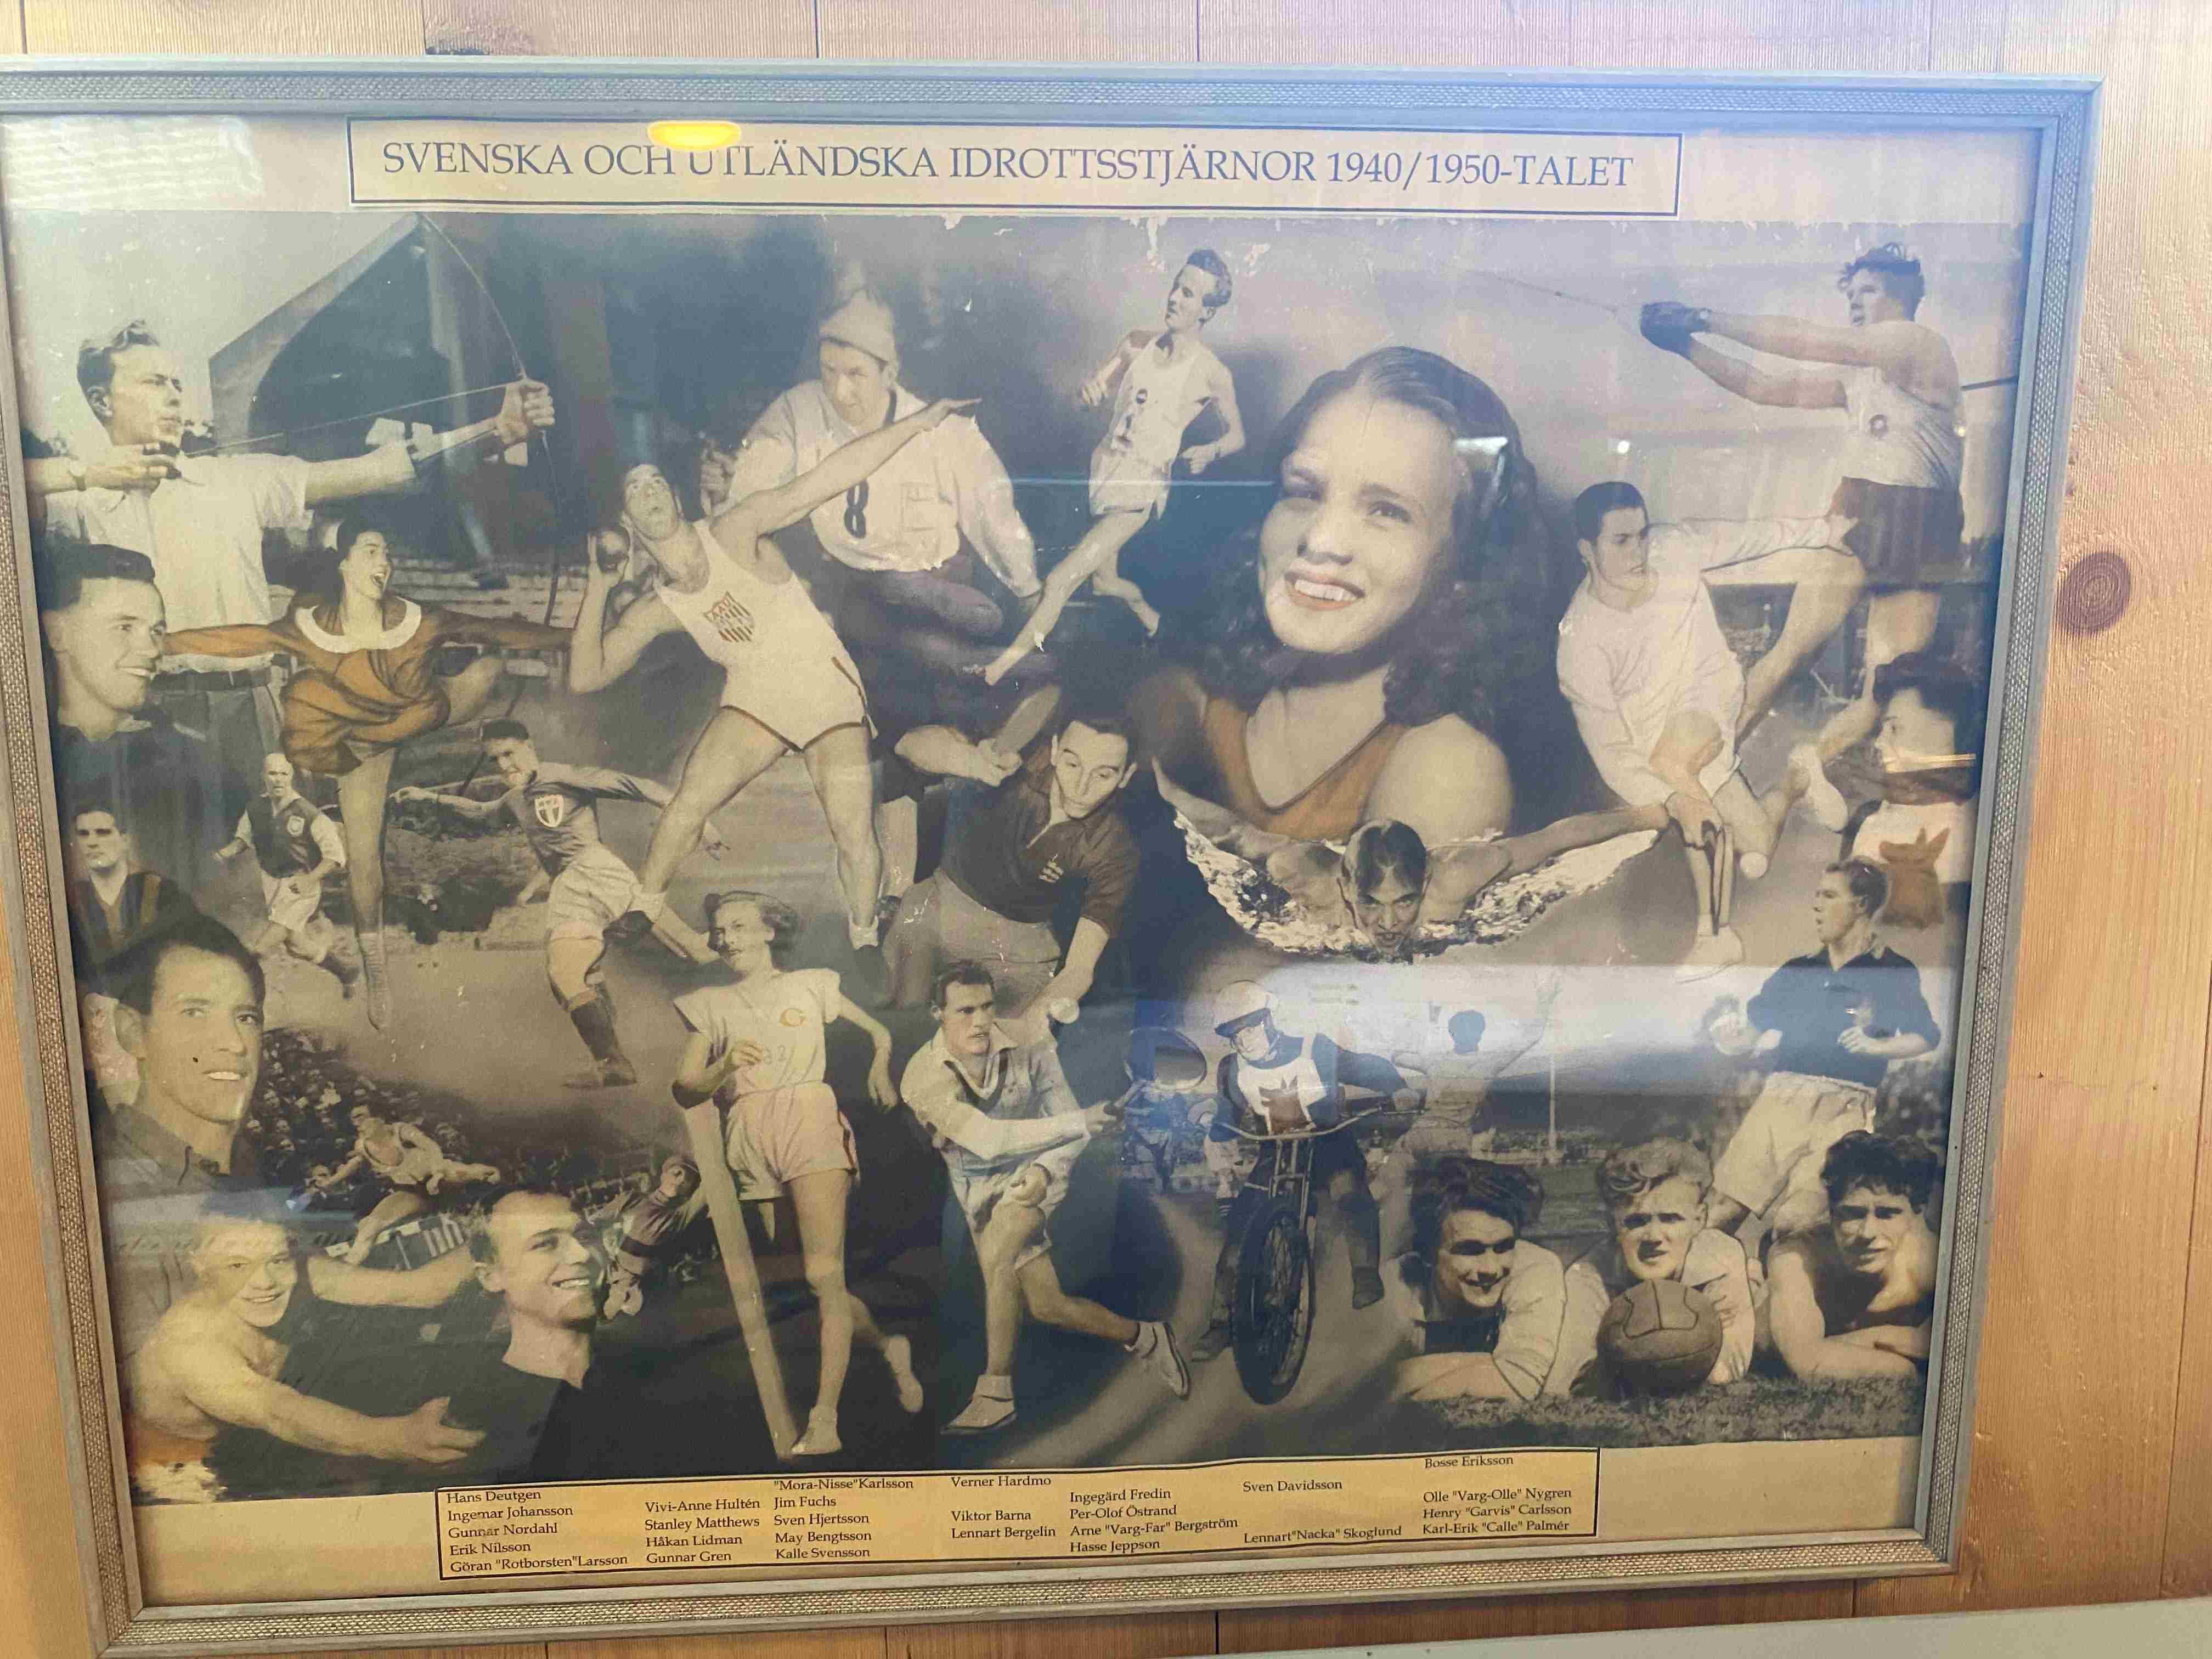 SVENSKA OCH UTLÄNDSKA IDROTTSSTJÄRNOR 1940/1950-TALET
8
AAU
G
82
Hans Deutgen
Ingemar Johansson
Gunnar Nordahl
Erik Nilsson
Göran "Rotborsten"Larsson
Vivi-Anne Hultén
Stanley Matthews
Håkan Lidman
Gunnar Gren
"Mora-Nisse"Karlsson
Jim Fuchs
Sven Hjertsson
May Bengtsson
Kalle Svensson
Verner Hardmo
Viktor Barna
Lennart Bergelin
Ingegärd Fredin
Per-Olof Östrand
Arne "Varg-Far" Bergström
Hasse Jeppson
Sven Davidsson
Lennart"Nacka" Skoglund
Bosse Eriksson
Olle "Varg-Olle" Nygren
Henry "Garvis" Carlsson
Karl-Erik "Calle" Palmér